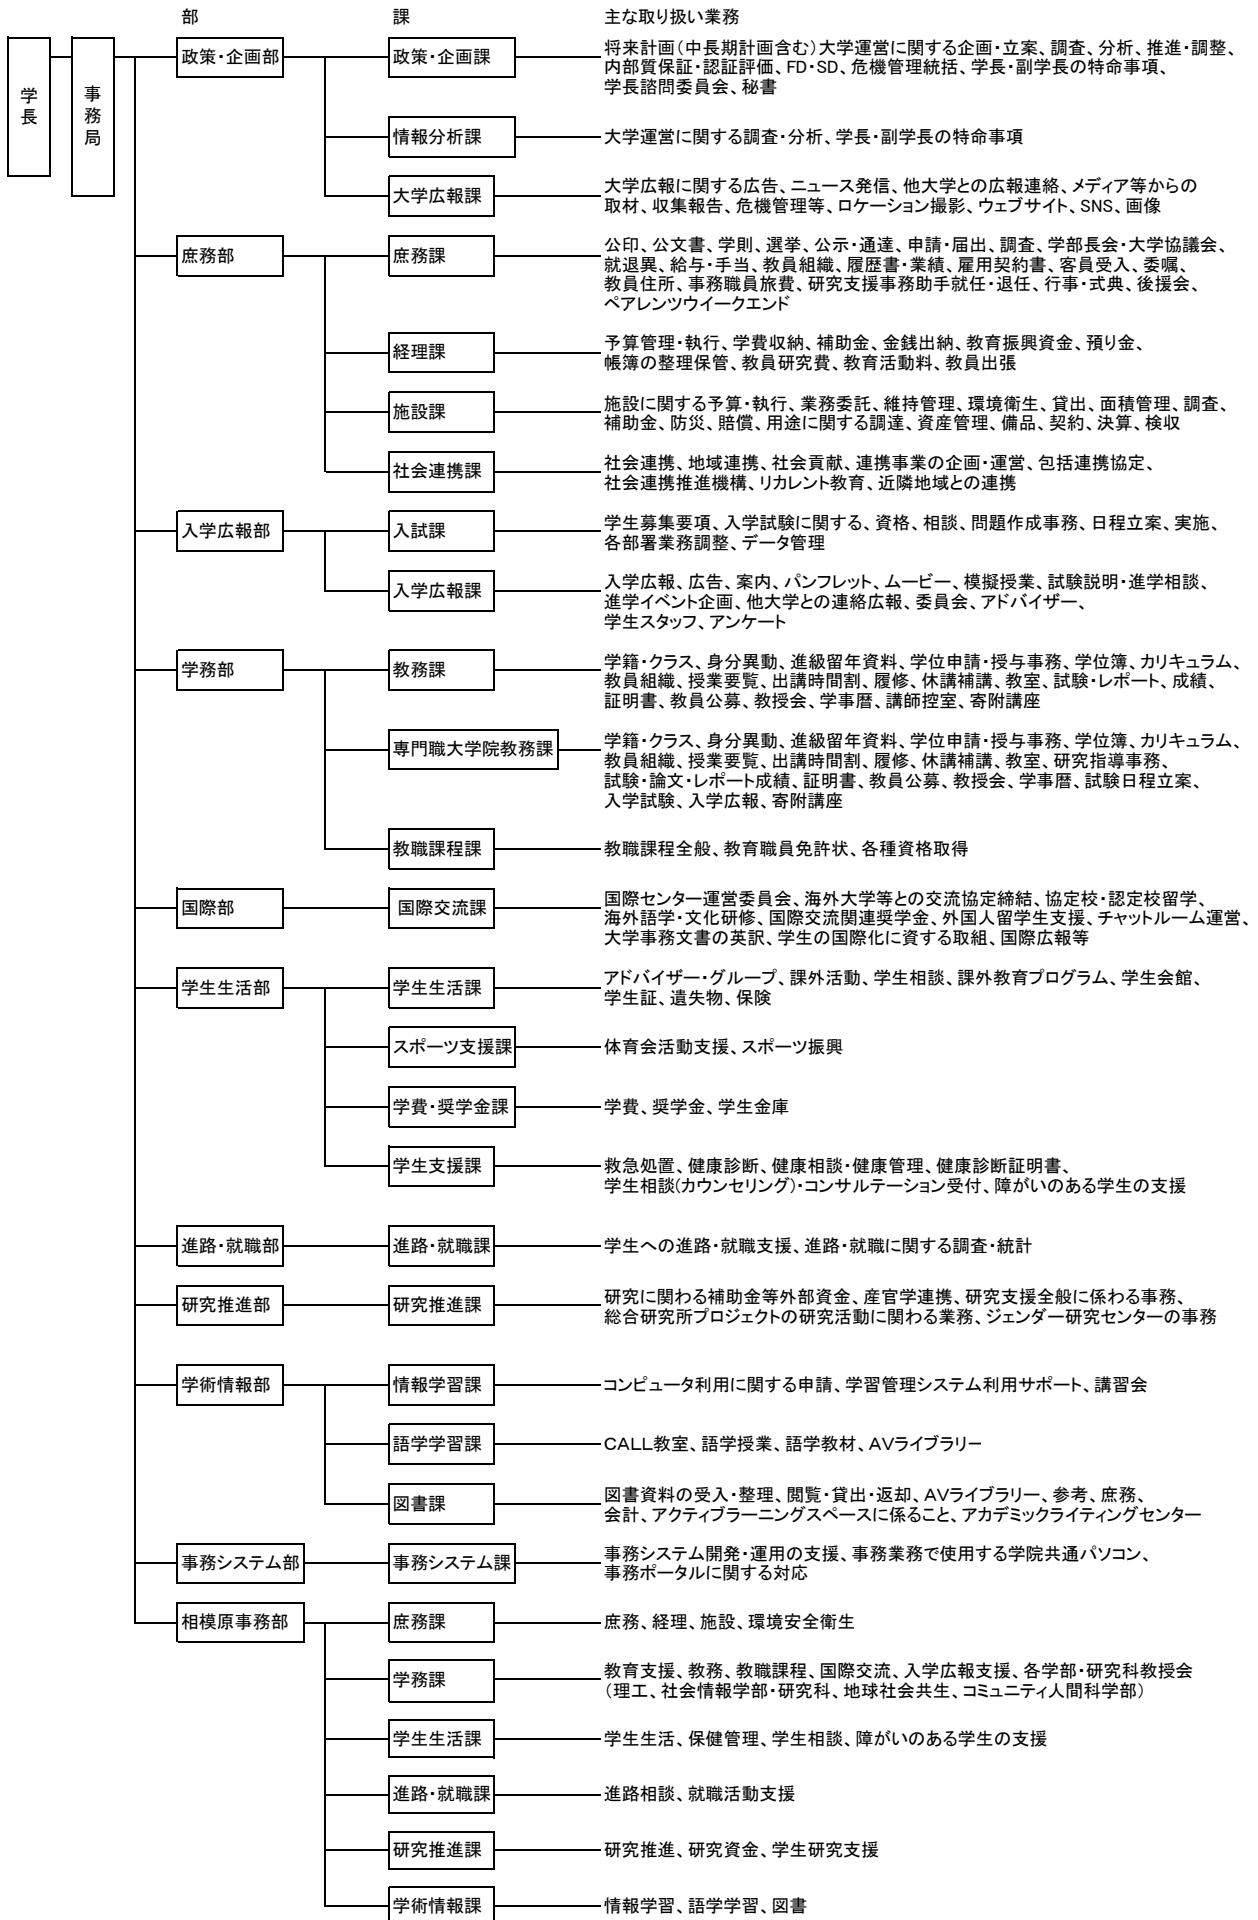 部 課 主な取り扱い業務
学長
事務局
政策・企画部
政策・企画課
将来計画(中長期計画含む)大学運営に関する企画・立案、調査、分析、推進・調整、
内部質保証・認証評価、FD・SD、危機管理統括、学長・副学長の特命事項、
学長諮問委員会、秘書
情報分析課
大学運営に関する調査・分析、学長・副学長の特命事項
大学広報課
大学広報に関する広告、ニュース発信、他大学との広報連絡、メディア等からの
取材、収集報告、危機管理等、ロケーション撮影、ウェブサイト、SNS、画像
庶務部
庶務課
公印、公文書、学則、選挙、公示・通達、申請・届出、調査、学部長会・大学協議会、
就退異、給与・手当、教員組織、履歴書・業績、雇用契約書、客員受入、委嘱、
教員住所、事務職員旅費、研究支援事務助手就任・退任、行事・式典、後援会、
ペアレンツウイークエンド
経理課
予算管理・執行、学費収納、補助金、金銭出納、教育振興資金、預り金、
帳簿の整理保管、教員研究費、教育活動料、教員出張
施設課
施設に関する予算・執行、業務委託、維持管理、環境衛生、貸出、面積管理、調査、
補助金、防災、賠償、用途に関する調達、資産管理、備品、契約、決算、検収
社会連携課
社会連携、地域連携、社会貢献、連携事業の企画・運営、包括連携協定、
社会連携推進機構、リカレント教育、近隣地域との連携
入学広報部
入試課
学生募集要項、入学試験に関する、資格、相談、問題作成事務、日程立案、実施、
各部署業務調整、データ管理
入学広報課
入学広報、広告、案内、パンフレット、ムービー、模擬授業、試験説明・進学相談、
進学イベント企画、他大学との連絡広報、委員会、アドバイザー、
学生スタッフ、アンケート
学務部
教務課
学籍・クラス、身分異動、進級留年資料、学位申請・授与事務、学位簿、カリキュラム、
教員組織、授業要覧、出講時間割、履修、休講補講、教室、試験・レポート、成績、
証明書、教員公募、教授会、学事暦、講師控室、寄附講座
専門職大学院教務課
学籍・クラス、身分異動、進級留年資料、学位申請・授与事務、学位簿、カリキュラム、
教員組織、授業要覧、出講時間割、履修、休講補講、教室、研究指導事務、
試験・論文・レポート成績、証明書、教員公募、教授会、学事暦、試験日程立案、
入学試験、入学広報、寄附講座
教職課程課
教職課程全般、教育職員免許状、各種資格取得
国際部
国際交流課
国際センター運営委員会、海外大学等との交流協定締結、協定校・認定校留学、
海外語学・文化研修、国際交流関連奨学金、外国人留学生支援、チャットルーム運営、
大学事務文書の英訳、学生の国際化に資する取組、国際広報等
学生生活部
学生生活課
アドバイザー・グループ、課外活動、学生相談、課外教育プログラム、学生会館、
学生証、遺失物、保険
スポーツ支援課
体育会活動支援、スポーツ振興
学費・奨学金課
学費、奨学金、学生金庫
学生支援課
救急処置、健康診断、健康相談・健康管理、健康診断証明書、
学生相談(カウンセリング)・コンサルテーション受付、障がいのある学生の支援
進路・就職部
進路・就職課
学生への進路・就職支援、進路・就職に関する調査・統計
研究推進部
研究推進課
研究に関わる補助金等外部資金、産官学連携、研究支援全般に係わる事務、
総合研究所プロジェクトの研究活動に関わる業務、ジェンダー研究センターの事務
学術情報部
情報学習課
コンピュータ利用に関する申請、学習管理システム利用サポート、講習会
語学学習課
CALL教室、語学授業、語学教材、AVライブラリー
図書課
図書資料の受入・整理、閲覧・貸出・返却、AVライブラリー、参考、庶務、
会計、アクティブラーニングスペースに係ること、アカデミックライティングセンター
事務システム部
事務システム課
事務システム開発・運用の支援、事務業務で使用する学院共通パソコン、
事務ポータルに関する対応
相模原事務部
庶務課
庶務、経理、施設、環境安全衛生
学務課
教育支援、教務、教職課程、国際交流、入学広報支援、各学部・研究科教授会
(理工、社会情報学部・研究科、地球社会共生、コミュニティ人間科学部)
学生生活課
学生生活、保健管理、学生相談、障がいのある学生の支援
進路・就職課
進路相談、就職活動支援
研究推進課
研究推進、研究資金、学生研究支援
学術情報課
情報学習、語学学習、図書